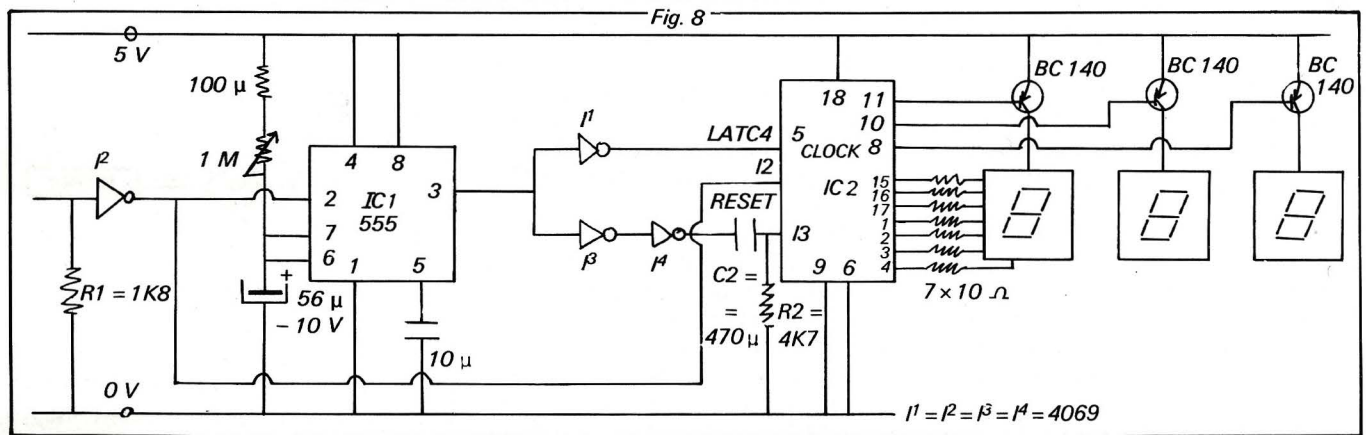 Fig. 8
5 V
100 µ
1 M
I²
R1 = 1K8
0 V
+
56 µ
– 10 V
4 8
2
7
6
1 5
3
IC1
555
10 µ
I¹
I³ I⁴
LATC4
I2
RESET
C2 =
=
470 µ
R2 =
4K7
18
5
CLOCK
IC 2
I3
9 6
11
10
8
15
16
17
1
2
3
4
7 × 10 Ω
BC 140
BC 140
BC
140
I¹ = I² = I³ = I⁴ = 4069